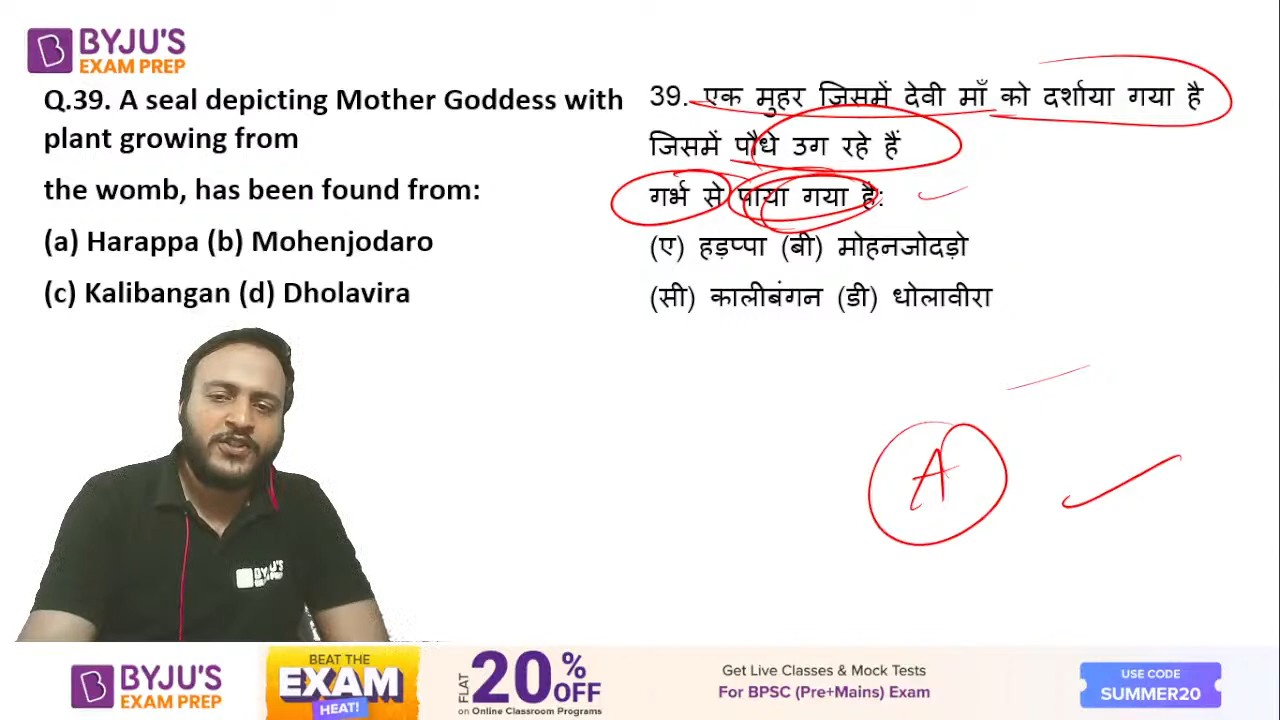 BYJU'S
EXAM PREP
Q.39. A seal depicting Mother Goddess with
plant growing from
the womb, has been found from:
(a) Harappa (b) Mohenjodaro
(c) Kalibangan (d) Dholavira
39. एक मुहर जिसमें देवी माँ को दर्शाया गया है
जिसमें पौधे उग रहे हैं
गर्भ से पाया गया है:
(ए) हड़प्पा (बी) मोहनजोदड़ो
(सी) कालीबंगन (डी) धोलावीरा
A
BYJU'S
EXAM PREP
BYJU'S
EXAM PREP
BEAT THE
EXAM
HEAT!
FLAT 20% OFF
on Online Classroom Programs
Get Live Classes & Mock Tests
For BPSC (Pre+Mains) Exam
USE CODE
SUMMER20